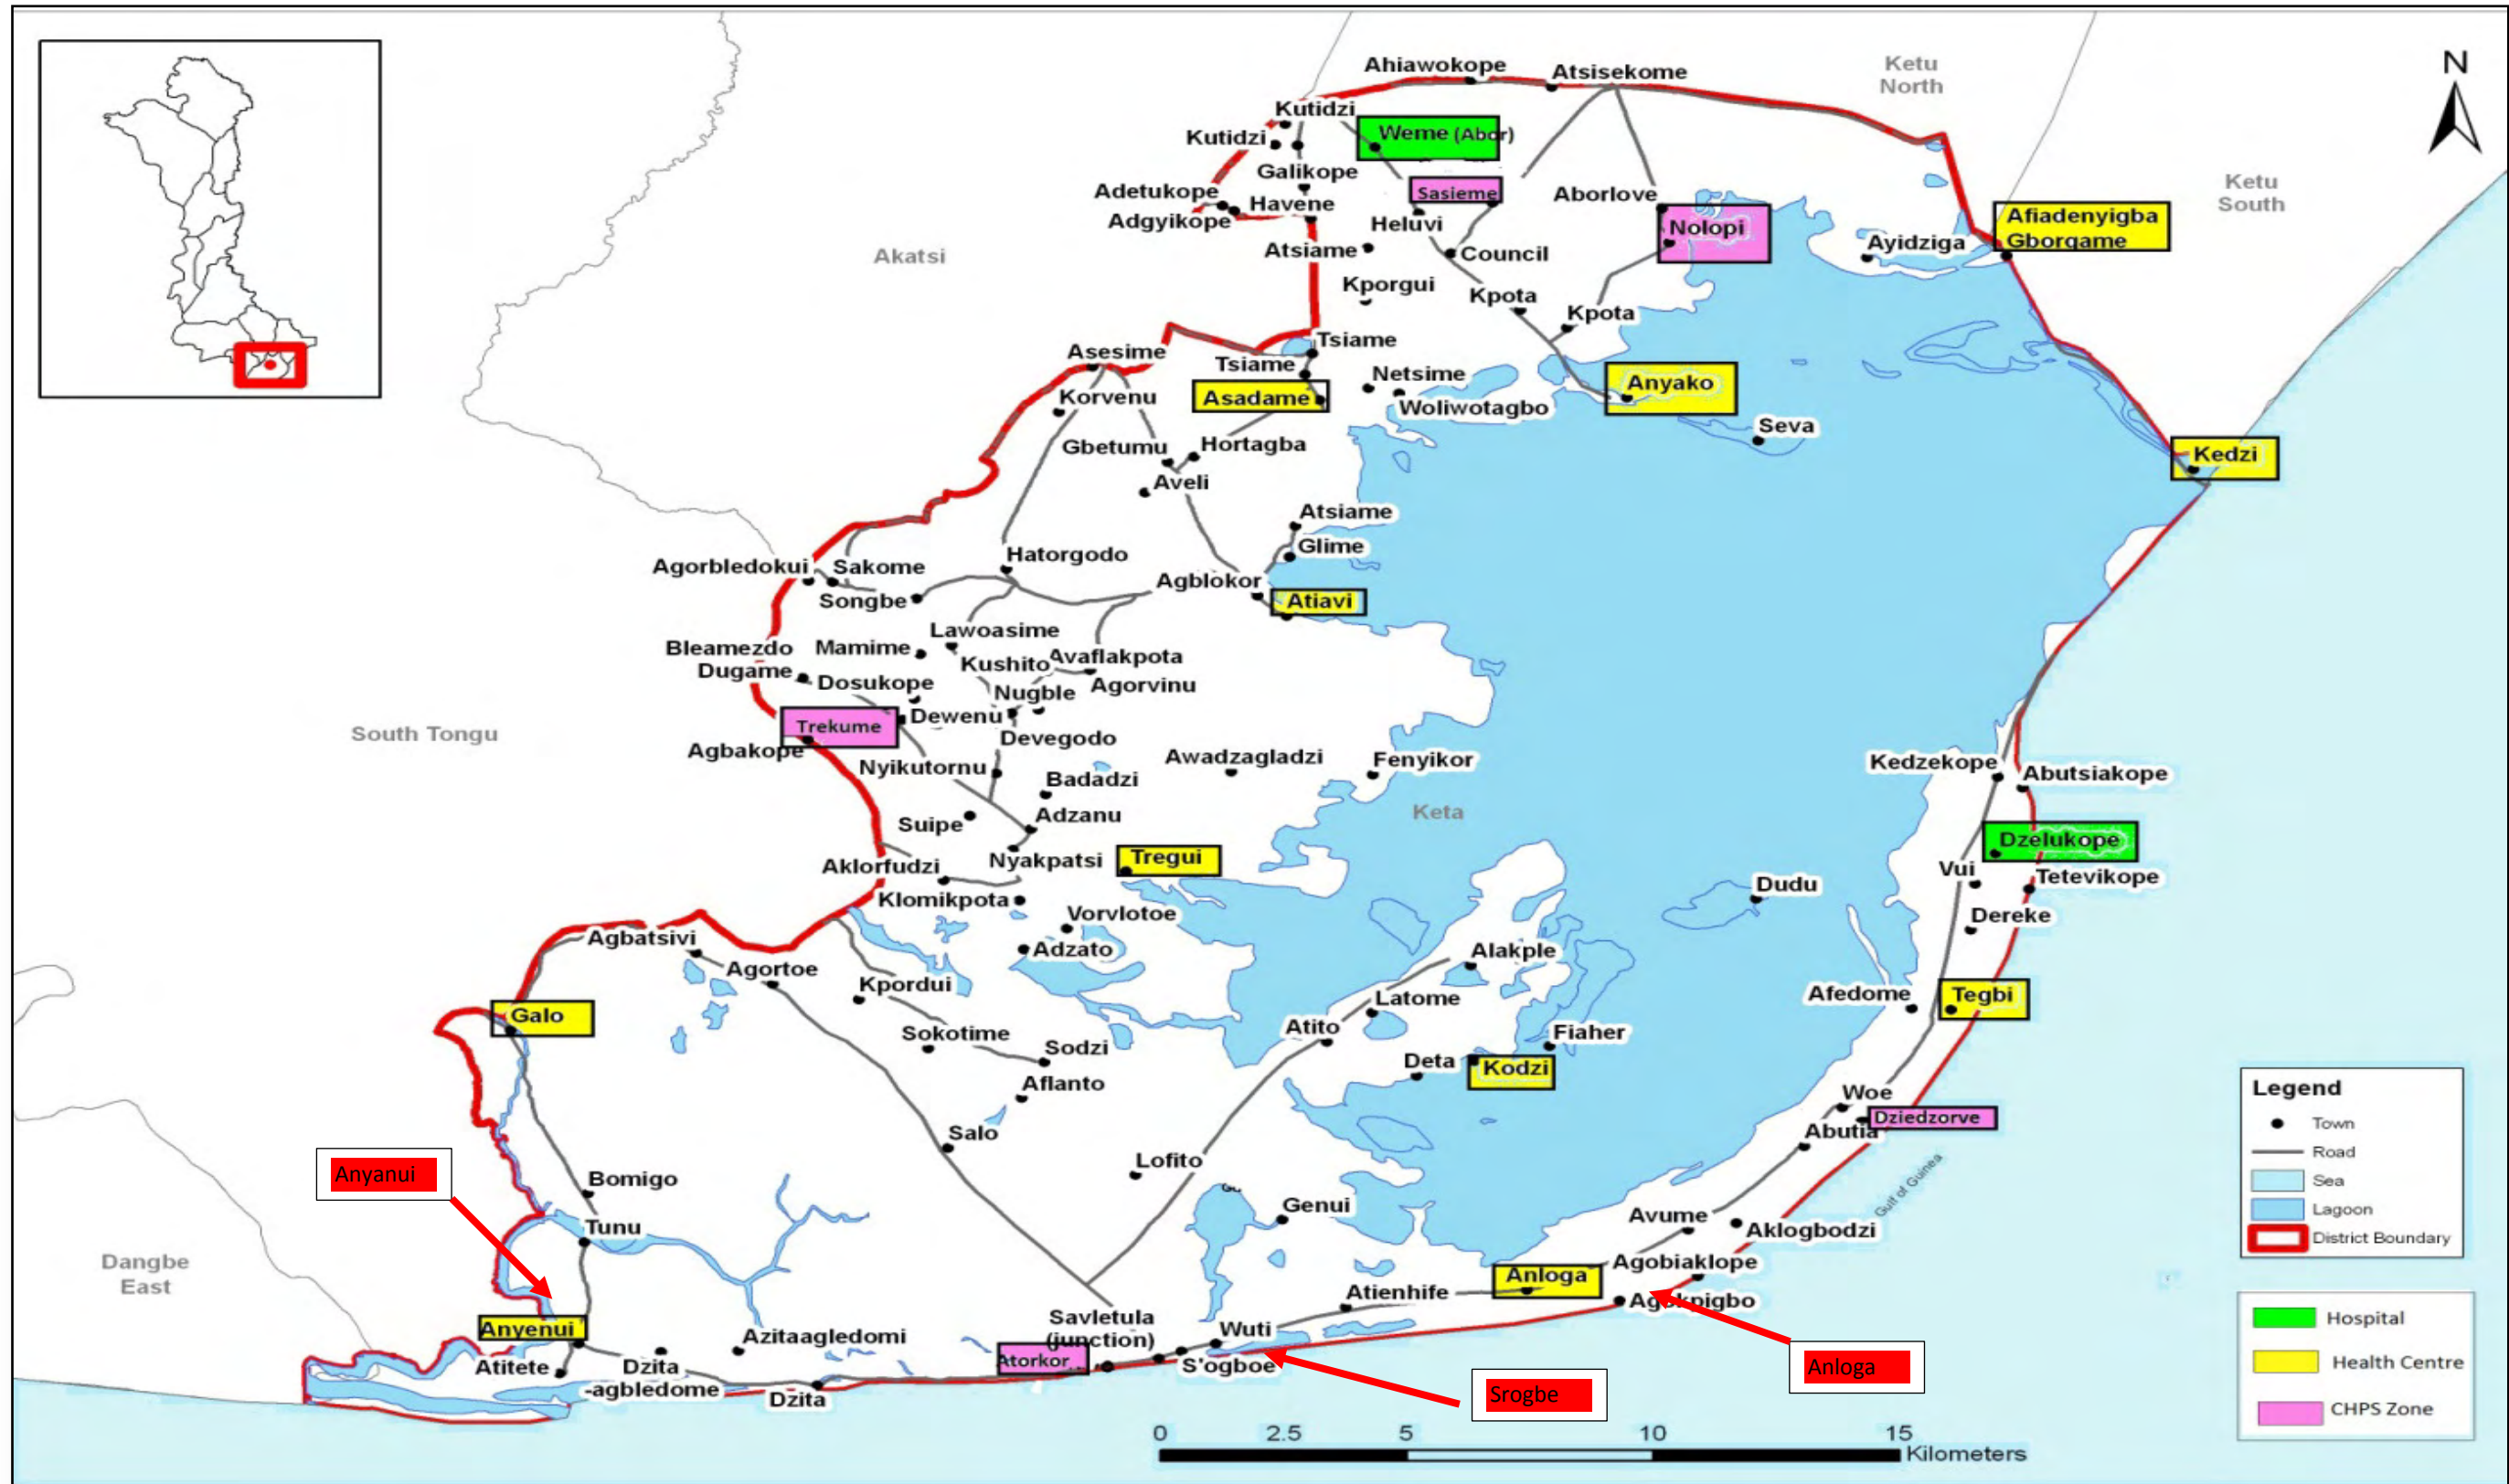 Ahiawokope
Atsisekome
Ketu
North
N
Kutidzi
Kutidzi
Weme (Abor)
Galikope
Adetukope
Havene
Adgyikope
Sasieme
Heluvi
Aborlove
Nolopi
Ketu
South
Afiadenyigba
Gborgame
Ayidziga
Akatsi
Atsiame
Council
Kporgui
Kpota
Kpota
Tsiame
Tsiame
Asesime
Asadame
Netsime
Woliwotagbo
Anyako
Korvenu
Seva
Gbetumu
Hortagba
Kedzi
Aveli
Atsiame
Glime
Hatorgodo
Agorbledokui
Sakome
Songbe
Agblokor
Atiavi
Lawoasime
Bleamezdo
Dugame
Mamime
Kushito
Avaflakpota
Agorvinu
Dosukope
Nugble
Dewenu
Trekume
Devegodo
South Tongu
Agbakope
Nyikutornu
Awadzagladzi
Fenyikor
Kedzekope
Abutsiakope
Badadzi
Keta
Suipe
Adzanu
Dzelukope
Aklorfudzi
Nyakpatsi
Tregui
Vui
Tetevikope
Dudu
Klomikpota
Vorvlotoe
Dereke
Agbatsivi
Adzato
Alakple
Agortoe
Kpordui
Latome
Afedome
Tegbi
Galo
Sokotime
Sodzi
Atito
Fiaher
Deta
Kodzi
Aflanto
Woe
Dziedzorve
Abutia
Salo
Lofito
Gulf of Guinea
Anyanui
Bomigo
Genui
Tunu
Avume
Aklogbodzi
Dangbe
East
Agobiaklope
Anloga
Atienhife
Agokpigbo
Anyenui
Azitaagledomi
Savletula
(junction)
Wuti
Atorkor
S'ogboe
Atitete
Dzita
-agbledome
Dzita
Srogbe
Anloga
Legend
Town
Road
Sea
Lagoon
District Boundary
Hospital
Health Centre
CHPS Zone
0 2.5 5 10 15
Kilometers